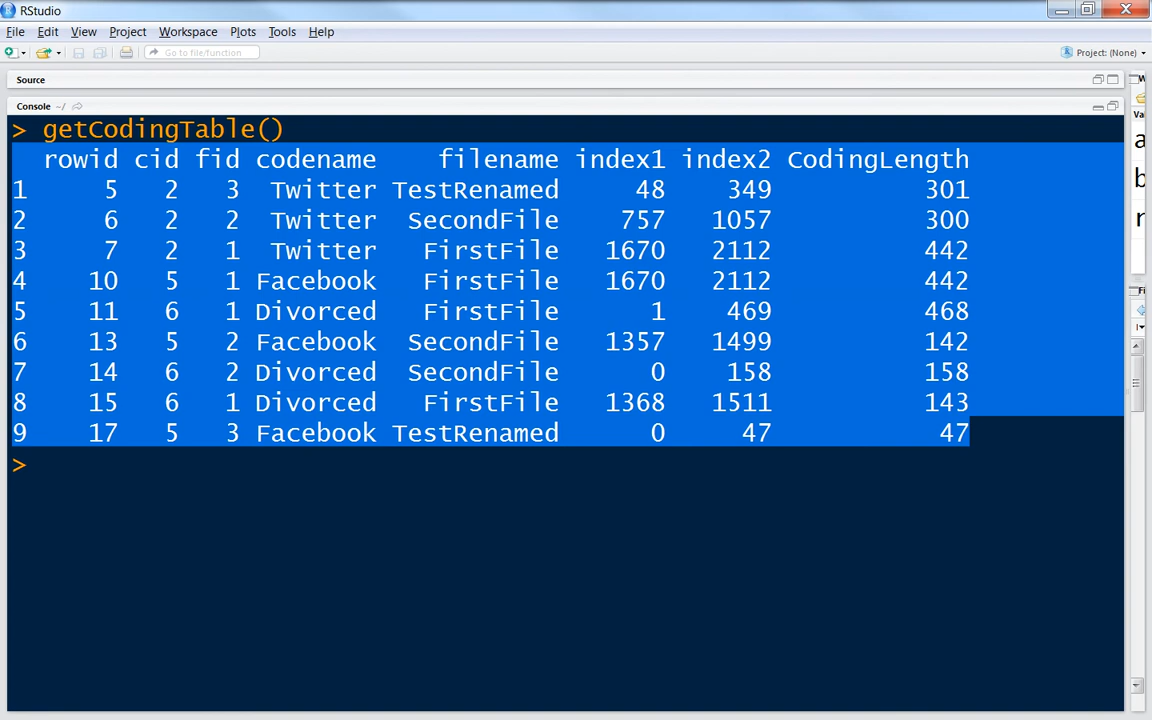 RStudio
File Edit View Project Workspace Plots Tools Help
Go to file/function Project: (None)
Source
Console ~/
> getCodingTable()
rowid cid fid codename filename index1 index2 CodingLength
1 5 2 3 Twitter TestRenamed 48 349 301
2 6 2 2 Twitter SecondFile 757 1057 300
3 7 2 1 Twitter FirstFile 1670 2112 442
4 10 5 1 Facebook FirstFile 1670 2112 442
5 11 6 1 Divorced FirstFile 1 469 468
6 13 5 2 Facebook SecondFile 1357 1499 142
7 14 6 2 Divorced SecondFile 0 158 158
8 15 6 1 Divorced FirstFile 1368 1511 143
9 17 5 3 Facebook TestRenamed 0 47 47
>
W
Va
a
b
r
Fi